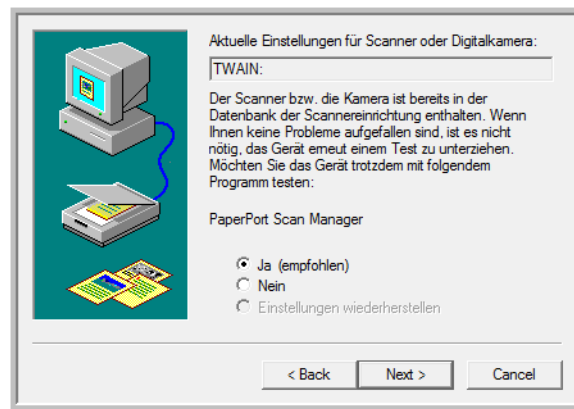 Aktuelle Einstellungen für Scanner oder Digitalkamera:
TWAIN:
Der Scanner bzw. die Kamera ist bereits in der
Datenbank der Scannereinrichtung enthalten. Wenn
Ihnen keine Probleme aufgefallen sind, ist es nicht
nötig, das Gerät erneut einem Test zu unterziehen.
Möchten Sie das Gerät trotzdem mit folgendem
Programm testen:
PaperPort Scan Manager
Ja (empfohlen)
Nein
Einstellungen wiederherstellen
< Back Next > Cancel